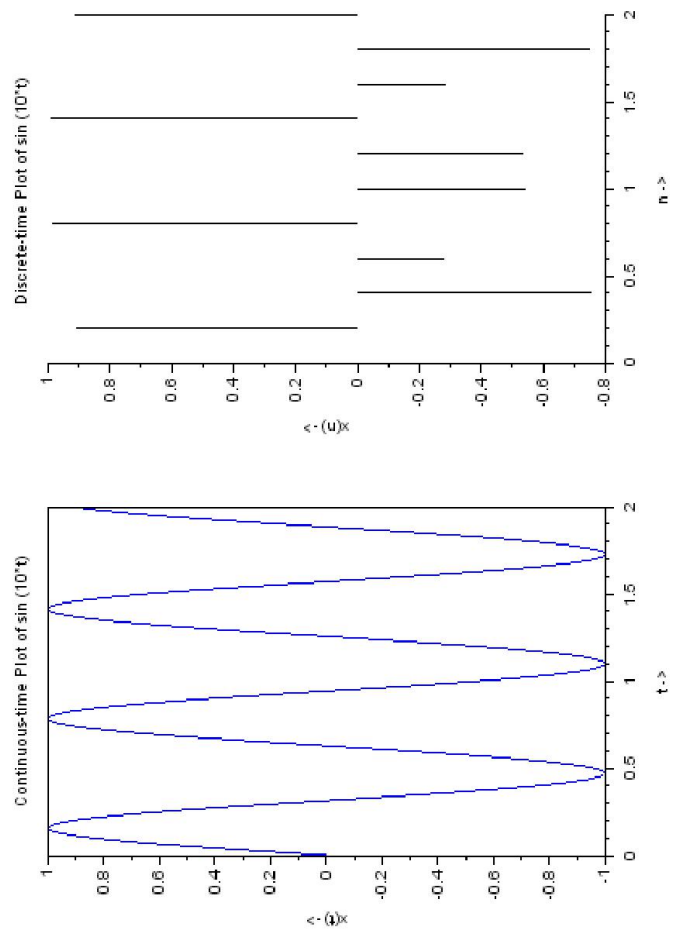 Continuous-time Plot of sin (10*t)
x(t) ->
1
0.8
0.6
0.4
0.2
0
-0.2
-0.4
-0.6
-0.8
-1
0 0.5 1 1.5 2
t ->
Discrete-time Plot of sin (10*t)
x(n) ->
1
0.8
0.6
0.4
0.2
0
-0.2
-0.4
-0.6
-0.8
0 0.5 1 1.5 2
n ->